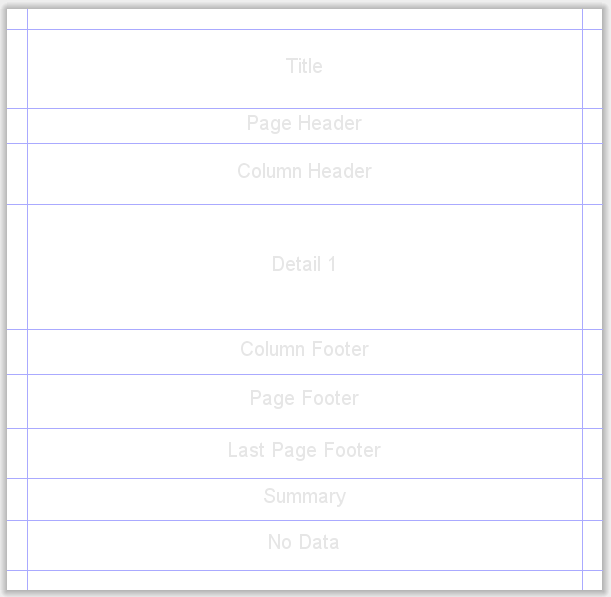 Title
Page Header
Column Header
Detail 1
Column Footer
Page Footer
Last Page Footer
Summary
No Data